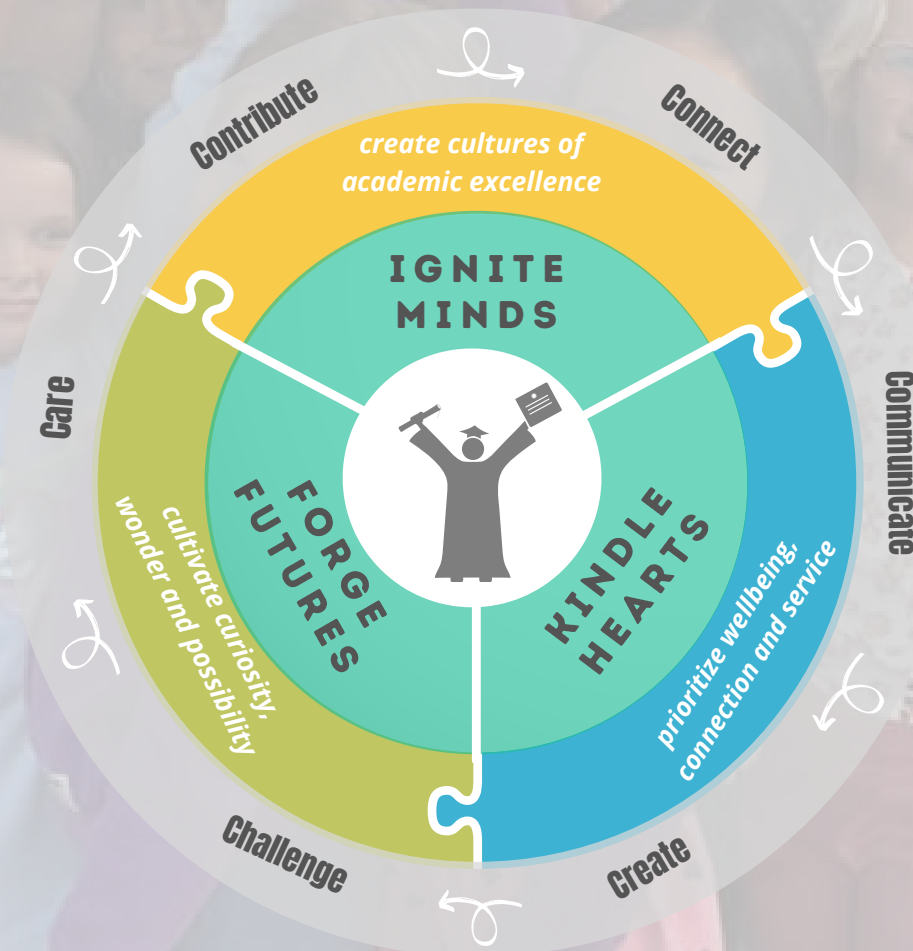 Contribute
Connect
Communicate
Create
Challenge
Care
create cultures of
academic excellence
IGNITE
MINDS
KINDLE
HEARTS
prioritize wellbeing,
connection and service
FORGE
FUTURES
cultivate curiosity,
wonder and possibility